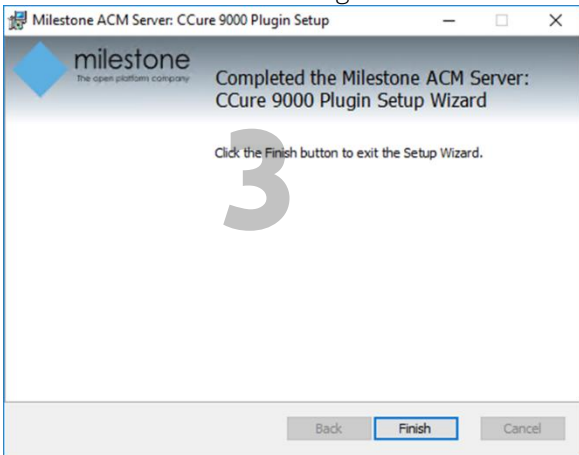 Milestone ACM Server: CCure 9000 Plugin Setup
milestone
The open platform company
Completed the Milestone ACM Server:
CCure 9000 Plugin Setup Wizard
Click the Finish button to exit the Setup Wizard.
3
Back Finish Cancel